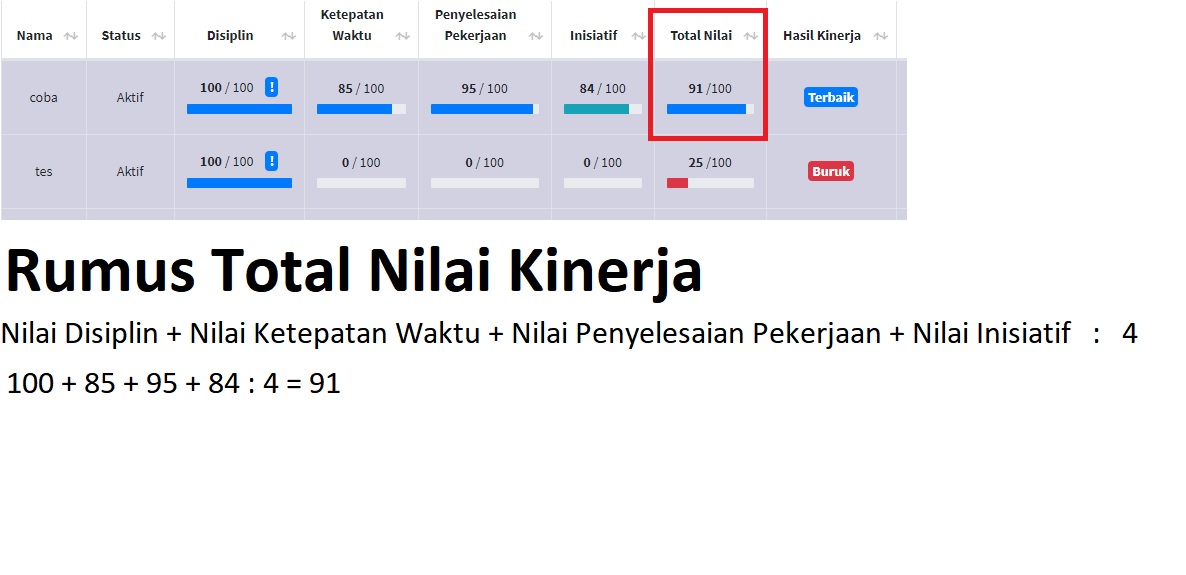 Nama Status Disiplin Ketepatan Waktu Penyelesaian Pekerjaan Inisiatif Total Nilai Hasil Kinerja
coba Aktif 100 / 100 ! 85 / 100 95 / 100 84 / 100 91 /100 Terbaik
tes Aktif 100 / 100 ! 0 / 100 0 / 100 0 / 100 25 /100 Buruk
Rumus Total Nilai Kinerja
Nilai Disiplin + Nilai Ketepatan Waktu + Nilai Penyelesaian Pekerjaan + Nilai Inisiatif : 4
100 + 85 + 95 + 84 : 4 = 91